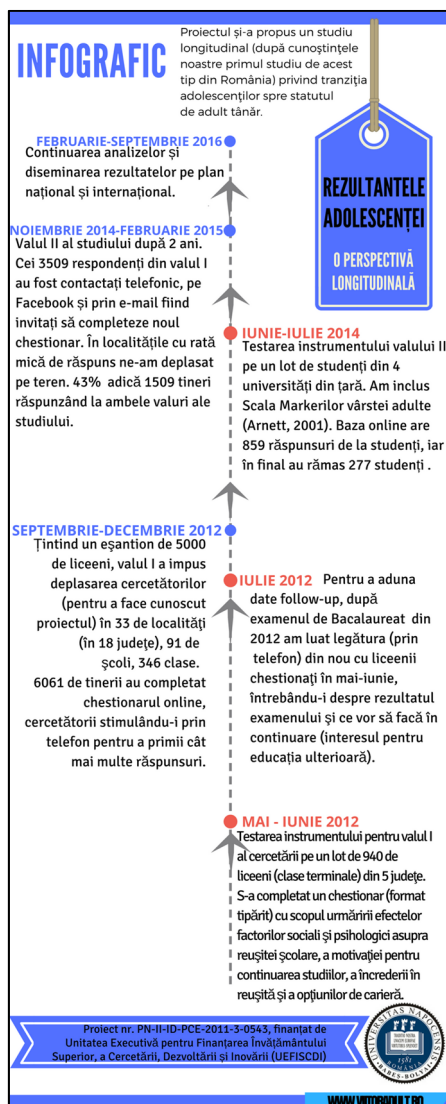 INFOGRAFIC
Proiectul și-a propus un studiu
longitudinal (după cunoștințele
noastre primul studiu de acest
tip din România) privind tranziția
adolescenților spre statutul
de adult tânăr.
REZULTANTELE
ADOLESCENȚEI
O PERSPECTIVĂ
LONGITUDINALĂ
FEBRUARIE-SEPTEMBRIE 2016
Continuarea analizelor și
diseminarea rezultatelor pe plan
național și internațional.
NOIEMBRIE 2014-FEBRUARIE 2015
Valul II al studiului după 2 ani.
Cei 3509 respondenți din valul I
au fost contactați telefonic, pe
Facebook și prin e-mail fiind
invitați să completeze noul
chestionar. În localitățile cu rată
mică de răspuns ne-am deplasat
pe teren. 43% adică 1509 tineri
răspunzând la ambele valuri ale
studiului.
IUNIE-IULIE 2014
Testarea instrumentului valului II
pe un lot de studenți din 4
universități din țară. Am inclus
Scala Markerilor vârstei adulte
(Arnett, 2001). Baza online are
859 răspunsuri de la studenți, iar
în final au rămas 277 studenți .
SEPTEMBRIE-DECEMBRIE 2012
Țintind un eșantion de 5000
de liceeni, valul I a impus
deplasarea cercetătorilor
(pentru a face cunoscut
proiectul) în 33 de localități
(în 18 județe), 91 de
școli, 346 clase.
6061 de tinerii au completat
chestionarul online,
cercetătorii stimulându-i prin
telefon pentru a primii cât
mai multe răspunsuri.
IULIE 2012 Pentru a aduna
date follow-up, după
examenul de Bacalaureat din
2012 am luat legătura (prin
telefon) din nou cu liceenii
chestionați în mai-iunie,
întrebându-i despre rezultatul
examenului și ce vor să facă în
continuare (interesul pentru
educația ulterioară).
MAI - IUNIE 2012
Testarea instrumentului pentru valul I
al cercetării pe un lot de 940 de
liceeni (clase terminale) din 5 județe.
S-a completat un chestionar (format
tipărit) cu scopul urmăririi efectelor
factorilor sociali și psihologici asupra
reușitei școlare, a motivației pentru
continuarea studiilor, a încrederii în
reușită și a opțiunilor de carieră.
Proiect nr. PN-II-ID-PCE-2011-3-0543, finanțat de
Unitatea Executivă pentru Finanțarea Învățământului
Superior, a Cercetării, Dezvoltării și Inovării (UEFISCDI)
UNIVERSITAS NAPOCENSIS
1581
ROMÂNIA
BABEȘ-BOLYAI
WWW.VIITORADULT.RO